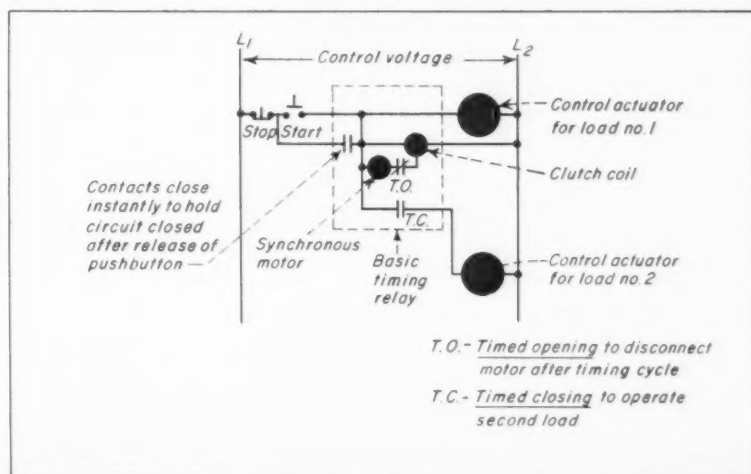 L1
L2
Control voltage
Stop Start
Control actuator
for load no.1
Clutch coil
T.O.
Contacts close
instantly to hold
circuit closed
after release of
pushbutton
T.C.
Synchronous
motor
Basic
timing
relay
Control actuator
for load no.2
T.O.- Timed opening to disconnect
motor after timing cycle
T.C.- Timed closing to operate
second load